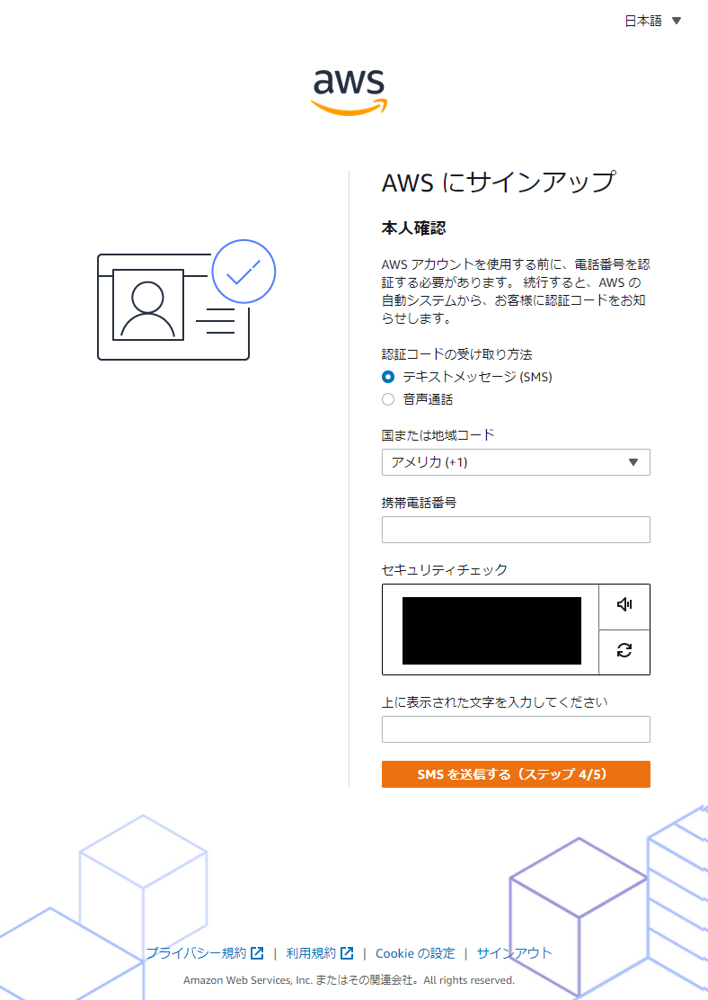 日本語
aws
AWS にサインアップ
本人確認
AWS アカウントを使用する前に、電話番号を認
証する必要があります。 続行すると、AWS の
自動システムから、お客様に認証コードをお知
らせします。
認証コードの受け取り方法
テキストメッセージ (SMS)
音声通話
国または地域コード
アメリカ (+1)
携帯電話番号
セキュリティチェック
上に表示された文字を入力してください
SMS を送信する（ステップ 4/5）
プライバシー規約 | 利用規約 | Cookie の設定 | サインアウト
Amazon Web Services, Inc. またはその関連会社。All rights reserved.